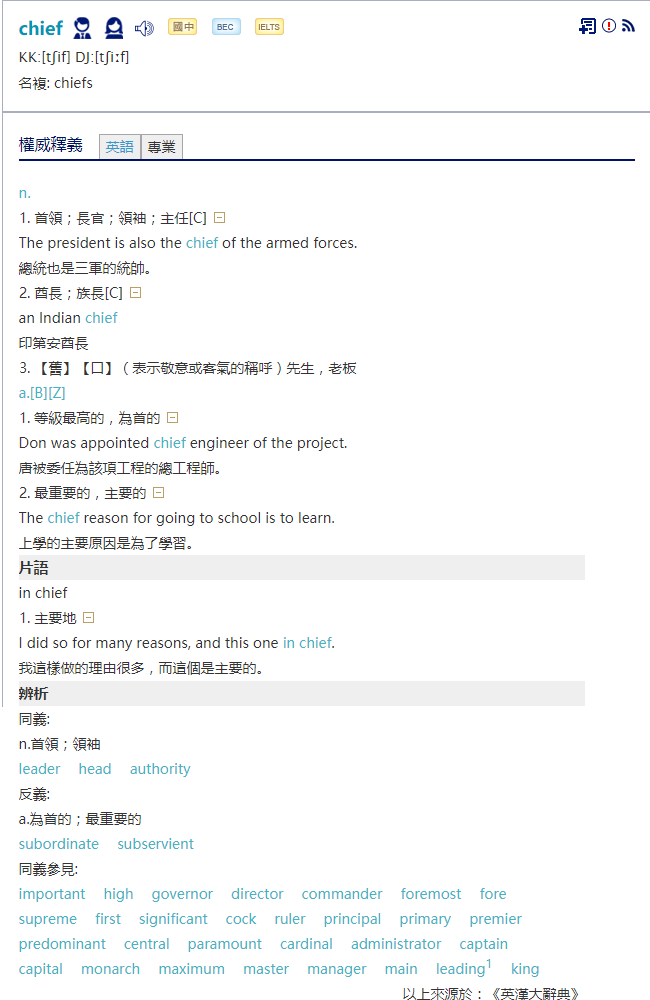 chief 國中 BEC IELTS
KK:[tʃif] DJ:[tʃiːf]
名複: chiefs
權威釋義 英語 專業
n.
1. 首領；長官；領袖；主任[C]
The president is also the chief of the armed forces.
總統也是三軍的統帥。
2. 酋長；族長[C]
an Indian chief
印第安酋長
3. 【舊】【口】（表示敬意或客氣的稱呼）先生，老板
a.[B][Z]
1. 等級最高的，為首的
Don was appointed chief engineer of the project.
唐被委任為該項工程的總工程師。
2. 最重要的，主要的
The chief reason for going to school is to learn.
上學的主要原因是為了學習。
片語
in chief
1. 主要地
I did so for many reasons, and this one in chief.
我這樣做的理由很多，而這個是主要的。
辨析
同義:
n.首領；領袖
leader head authority
反義:
a.為首的；最重要的
subordinate subservient
同義參見:
important high governor director commander foremost fore
supreme first significant cock ruler principal primary premier
predominant central paramount cardinal administrator captain
capital monarch maximum master manager main leading1 king
以上來源於：《英漢大辭典》